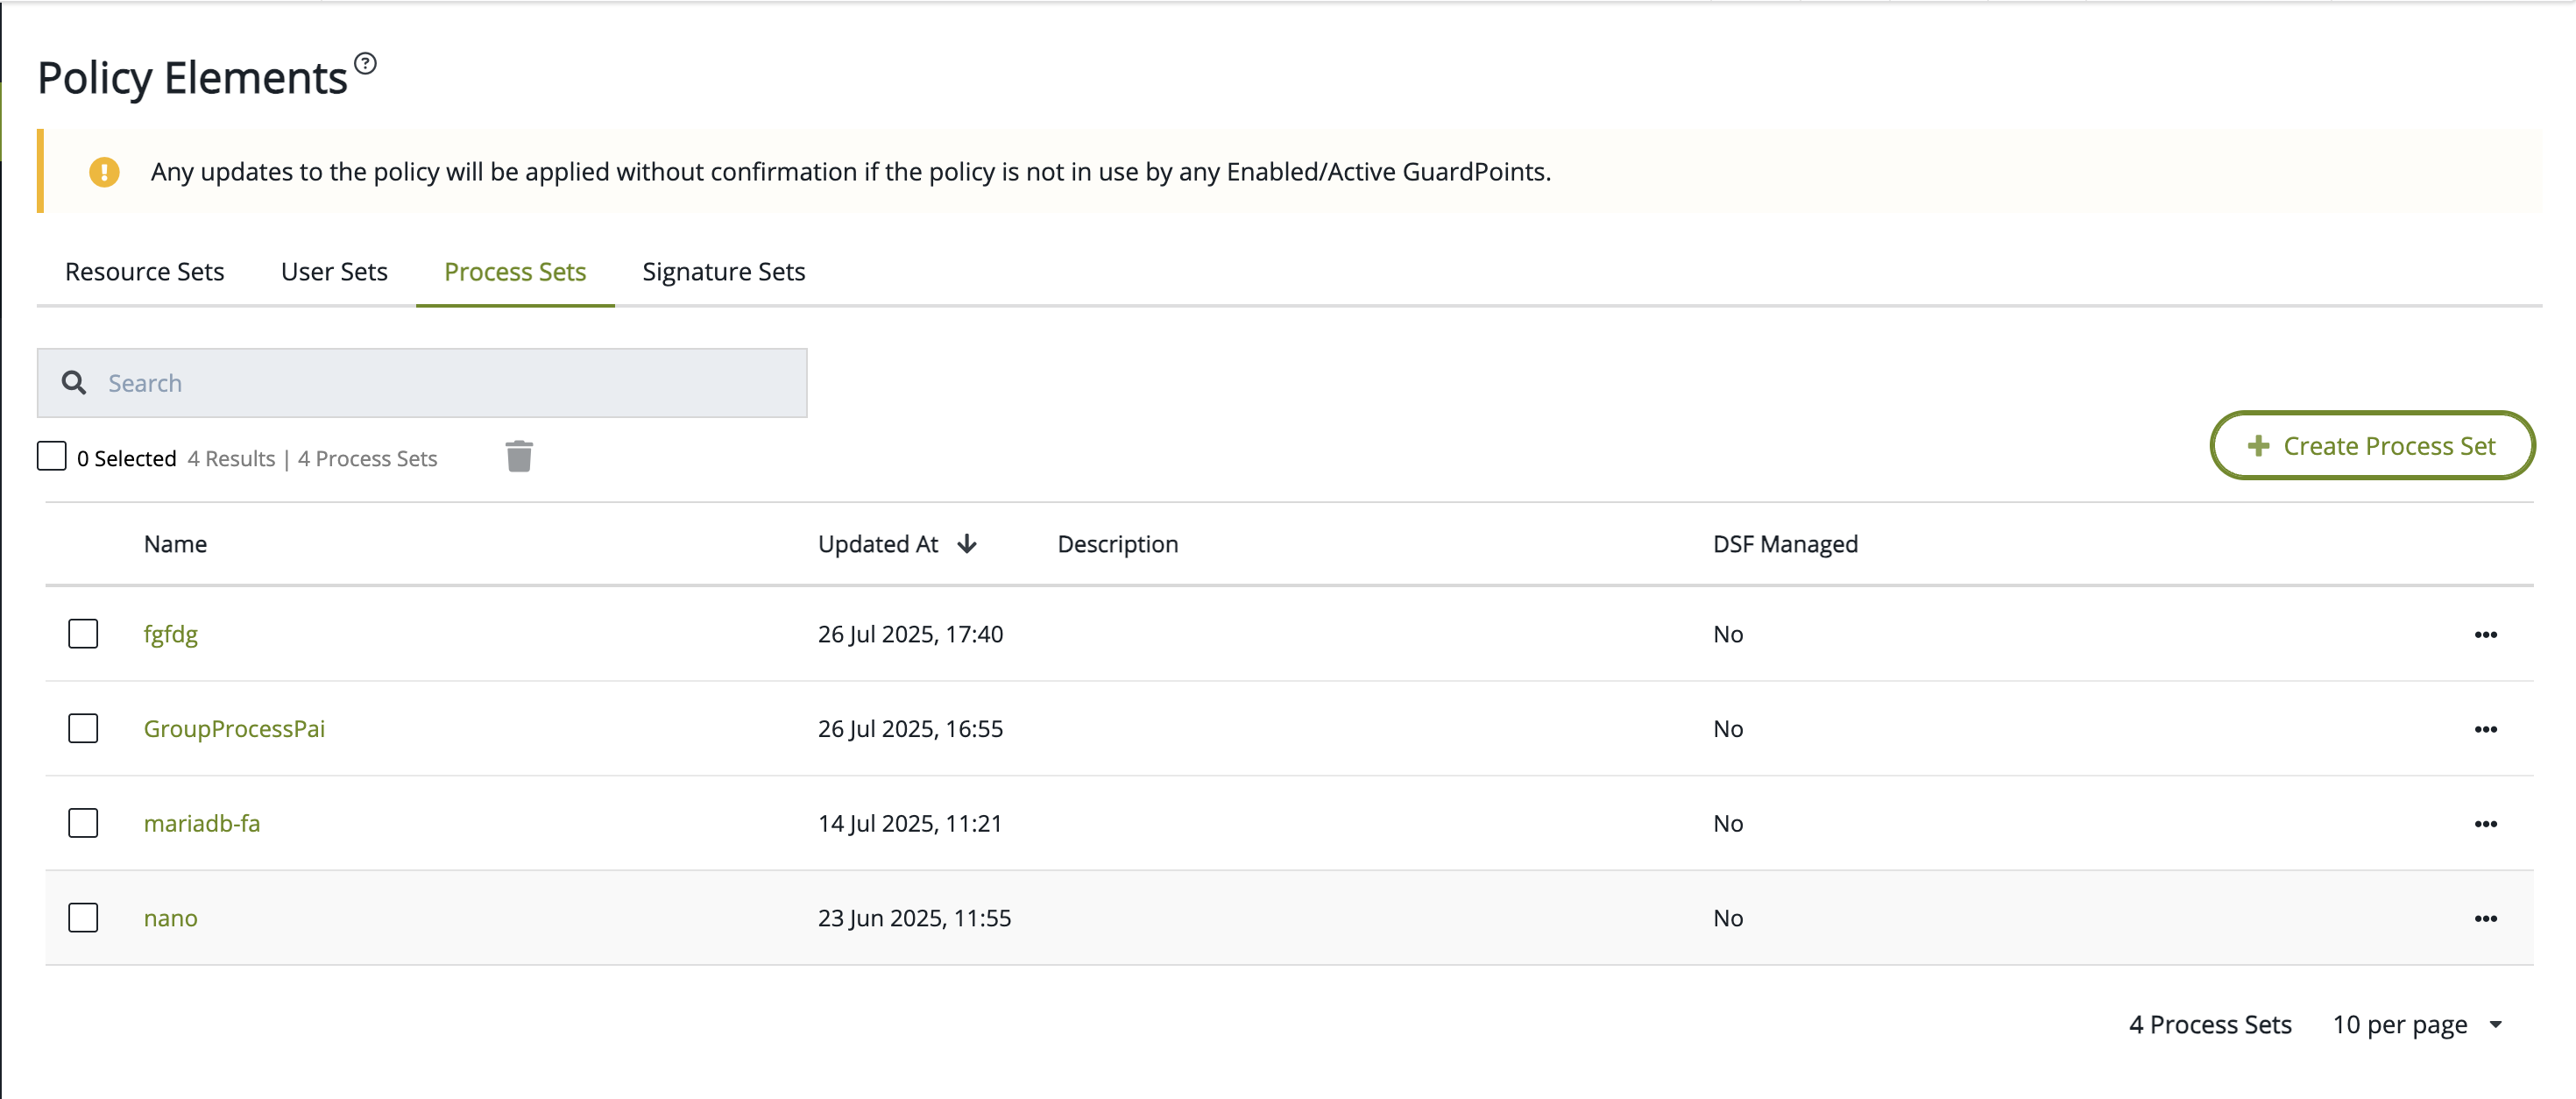 Policy Elements
Any updates to the policy will be applied without confirmation if the policy is not in use by any Enabled/Active GuardPoints.
Resource Sets User Sets Process Sets Signature Sets
Search
0 Selected 4 Results | 4 Process Sets
Create Process Set
Name Updated At Description DSF Managed
fgfdg 26 Jul 2025, 17:40 No
GroupProcessPai 26 Jul 2025, 16:55 No
mariadb-fa 14 Jul 2025, 11:21 No
nano 23 Jun 2025, 11:55 No
4 Process Sets 10 per page